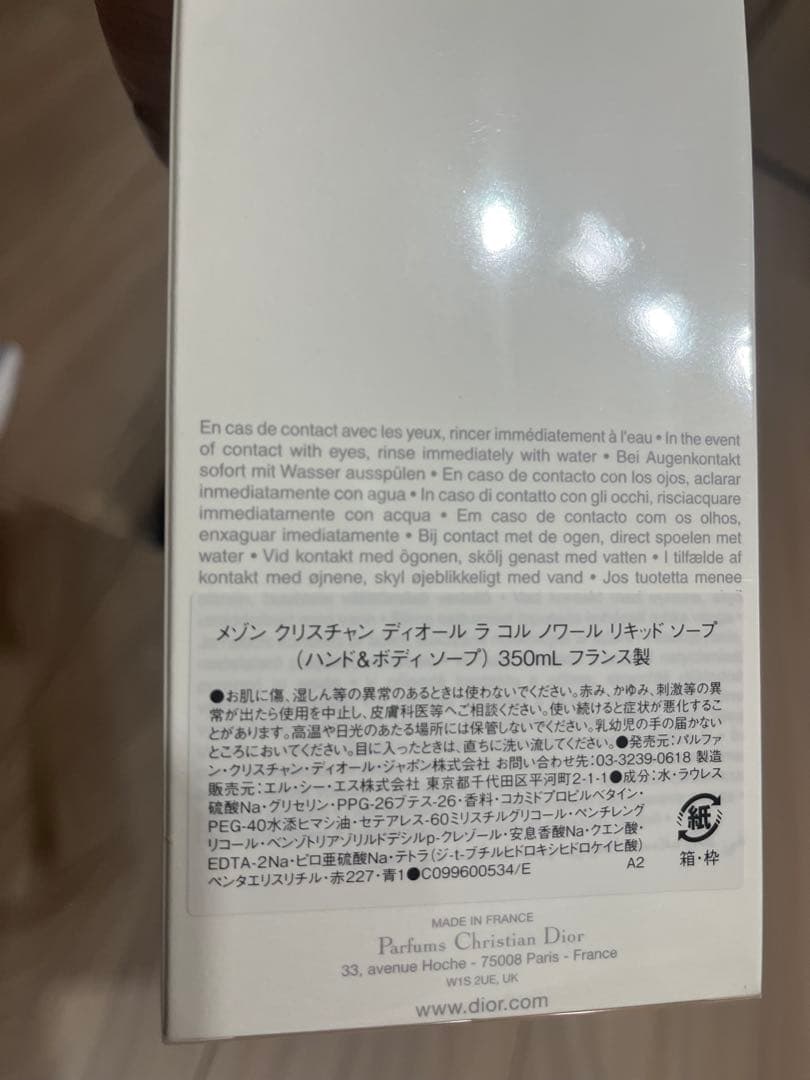 En cas de contact avec les yeux, rincer immédiatement à l'eau • In the event
of contact with eyes, rinse immediately with water • Bei Augenkontakt
sofort mit Wasser ausspülen • En caso de contacto con los ojos, aclarar
inmediatamente con agua • In caso di contatto con gli occhi, risciacquare
immediatamente con acqua • Em caso de contacto com os olhos,
enxaguar imediatamente • Bij contact met de ogen, direct spoelen met
water • Vid kontakt med ögonen, skölj genast med vatten • I tilfælde af
kontakt med øjnene, skyl øjeblikkeligt med vand • Jos tuotetta menee
メゾン クリスチャン ディオール ラ コル ノワール リキッド ソープ
(ハンド&ボディ ソープ) 350mL フランス製
●お肌に傷、湿しん等の異常のあるときは使わないでください。赤み、かゆみ、刺激等の異
常が出たら使用を中止し、皮膚科医等へご相談ください。使い続けると症状が悪化するこ
とがあります。高温や日光のあたる場所には保管しないでください。乳幼児の手の届かない
ところにおいてください。目に入ったときは、直ちに洗い流してください。●発売元:パルファ
ン・クリスチャン・ディオール・ジャポン株式会社 お問い合わせ先:03-3239-0618 製造
販売元:エル・シー・エス株式会社 東京都千代田区平河町2-1-1●成分:水・ラウレス
硫酸Na・グリセリン・PPG-26ブテス-26・香料・コカミドプロピルベタイン・
PEG-40水添ヒマシ油・セテアレス-60ミリスチルグリコール・ペンチレング
リコール・ベンゾトリアゾリルドデシルp-クレゾール・安息香酸Na・クエン酸・
EDTA-2Na・ピロ亜硫酸Na・テトラ(ジ-t-ブチルヒドロキシヒドロケイヒ酸)
ペンタエリスリチル・赤227・青1●C099600534/E
A2
紙
箱・枠
MADE IN FRANCE
Parfums Christian Dior
33, avenue Hoche - 75008 Paris - France
W1S 2UE, UK
www.dior.com